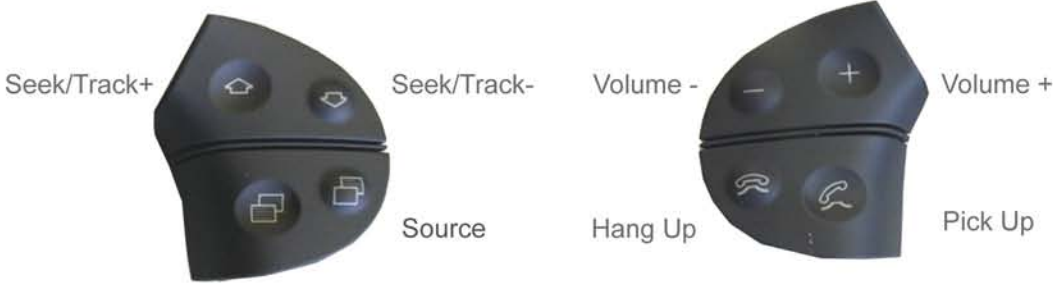 Seek/Track+
Seek/Track-
Volume -
Volume +
Source
Hang Up
Pick Up